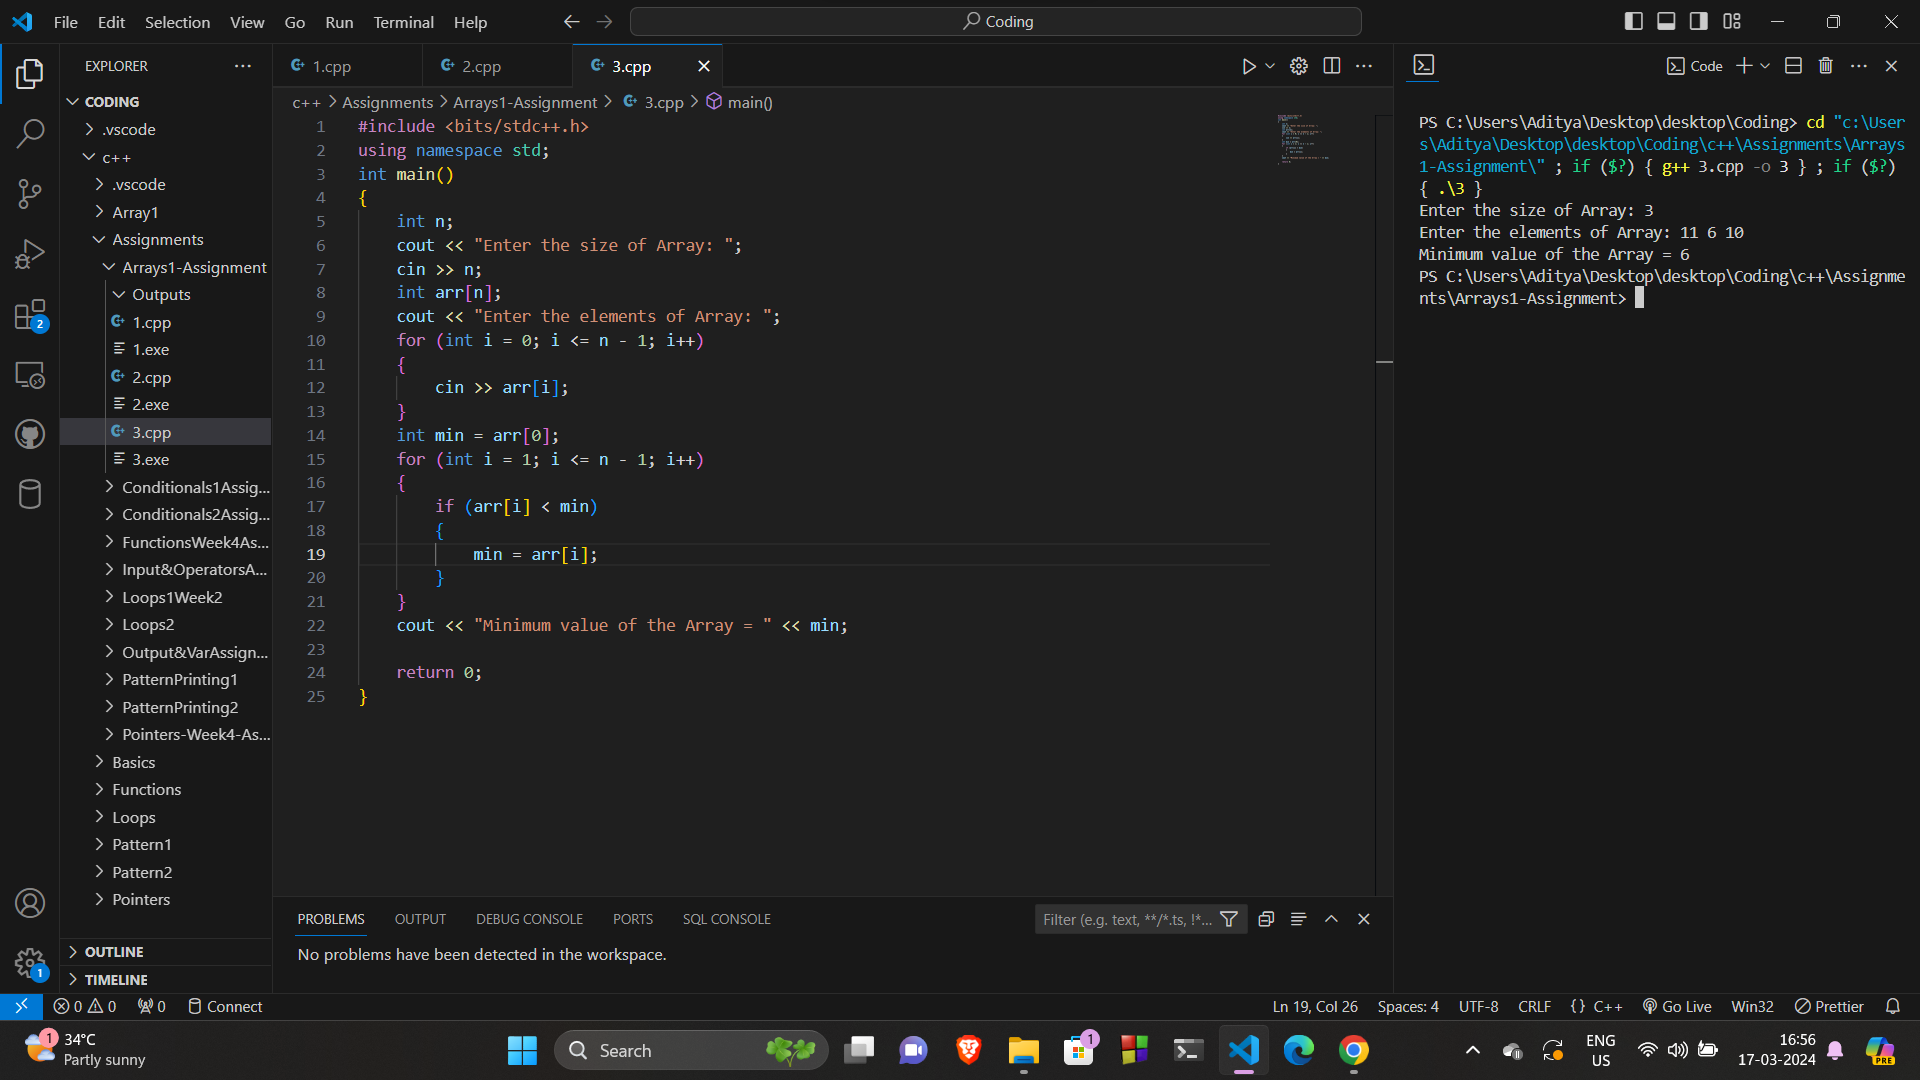 File Edit Selection View Go Run Terminal Help
Coding
EXPLORER
CODING
.vscode
c++
.vscode
Array1
Assignments
Arrays1-Assignment
Outputs
1.cpp
1.exe
2.cpp
2.exe
3.cpp
3.exe
Conditionals1Assig...
Conditionals2Assig...
FunctionsWeek4As...
Input&OperatorsA...
Loops1Week2
Loops2
Output&VarAssign...
PatternPrinting1
PatternPrinting2
Pointers-Week4-As...
Basics
Functions
Loops
Pattern1
Pattern2
Pointers
OUTLINE
TIMELINE
2
1
1.cpp 2.cpp 3.cpp
c++ > Assignments > Arrays1-Assignment > 3.cpp > main()
1 #include <bits/stdc++.h>
2 using namespace std;
3 int main()
4 {
5 int n;
6 cout << "Enter the size of Array: ";
7 cin >> n;
8 int arr[n];
9 cout << "Enter the elements of Array: ";
10 for (int i = 0; i <= n - 1; i++)
11 {
12 cin >> arr[i];
13 }
14 int min = arr[0];
15 for (int i = 1; i <= n - 1; i++)
16 {
17 if (arr[i] < min)
18 {
19 min = arr[i];
20 }
21 }
22 cout << "Minimum value of the Array = " << min;
23
24 return 0;
25 }
PROBLEMS OUTPUT DEBUG CONSOLE PORTS SQL CONSOLE
Filter (e.g. text, **/*.ts, !*...
No problems have been detected in the workspace.
Code
PS C:\Users\Aditya\Desktop\desktop\Coding> cd "c:\User
s\Aditya\Desktop\desktop\Coding\c++\Assignments\Arrays
1-Assignment\" ; if ($?) { g++ 3.cpp -o 3 } ; if ($?)
{ .\3 }
Enter the size of Array: 3
Enter the elements of Array: 11 6 10
Minimum value of the Array = 6
PS C:\Users\Aditya\Desktop\desktop\Coding\c++\Assignme
nts\Arrays1-Assignment>
0 0 0 Connect
Ln 19, Col 26 Spaces: 4 UTF-8 CRLF {} C++ Go Live Win32 Prettier
1
34°C
Partly sunny
Search
1
ENG
US
16:56
17-03-2024
PRE